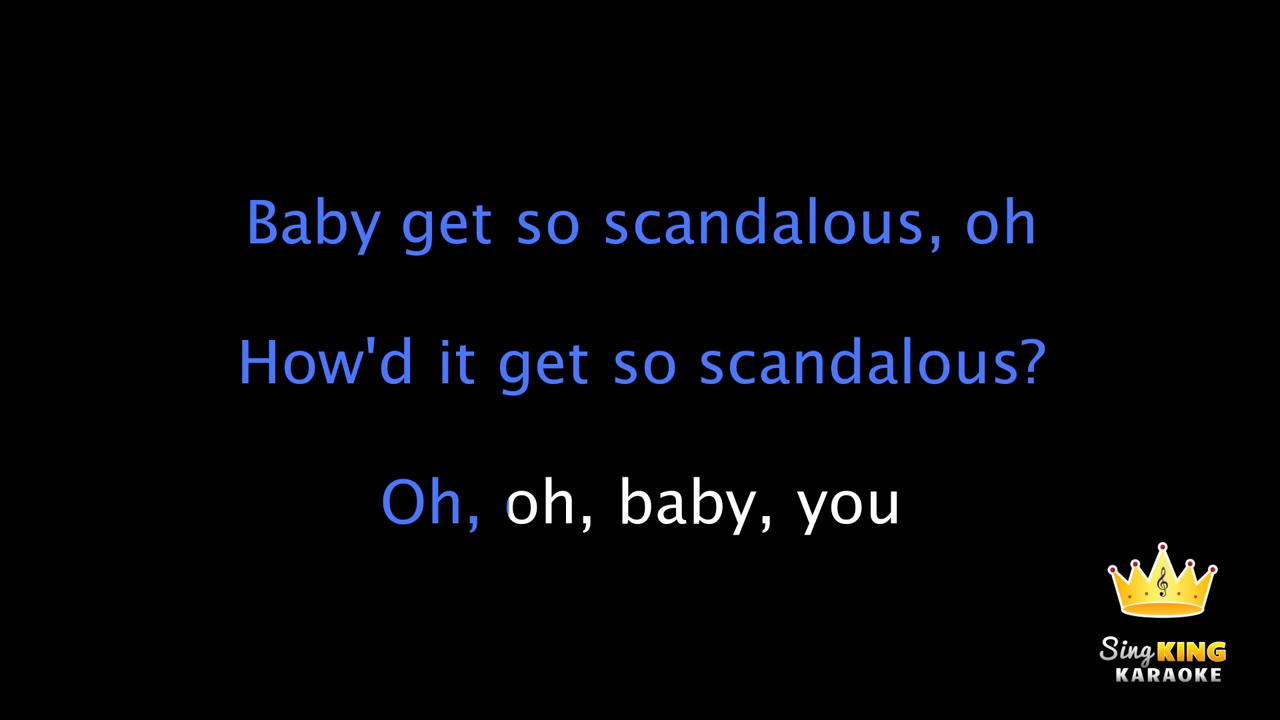 Baby get so scandalous, oh
How'd it get so scandalous?
Oh, oh, baby, you
Sing KING
KARAOKE